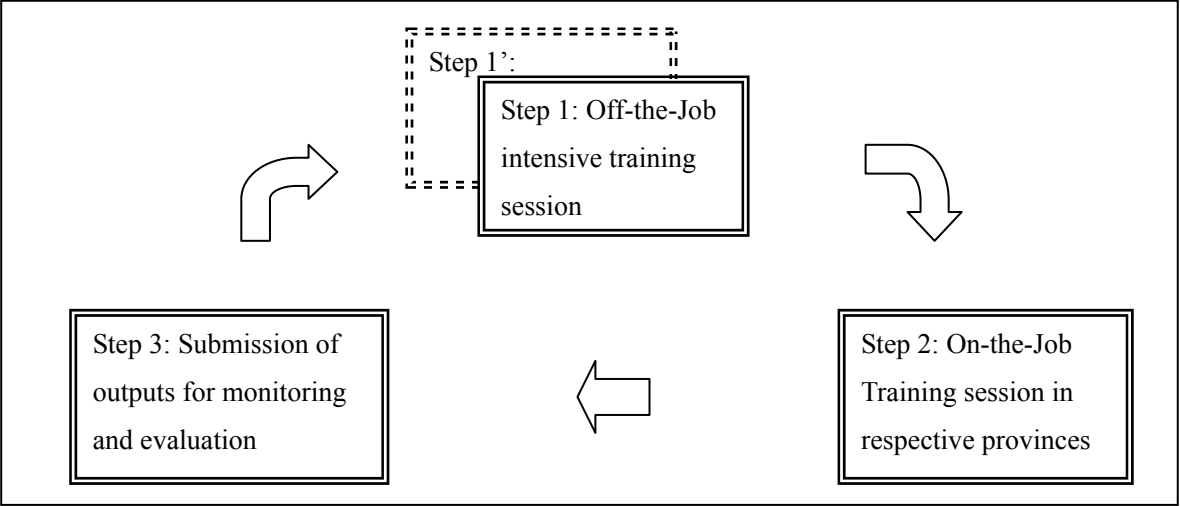 Step 1’:
Step 1: Off-the-Job
intensive training
session
Step 2: On-the-Job
Training session in
respective provinces
Step 3: Submission of
outputs for monitoring
and evaluation